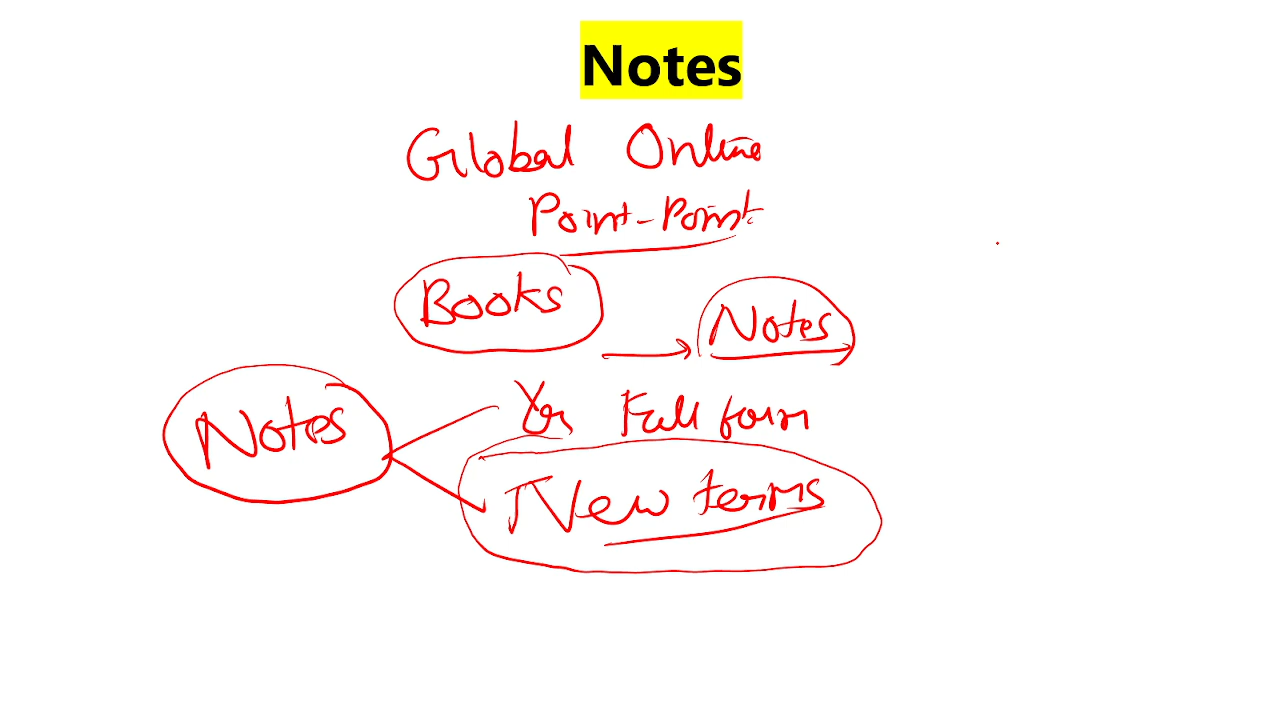 Notes
Global Online
Point-Point
Books
Notes
Notes
Full form
New terms